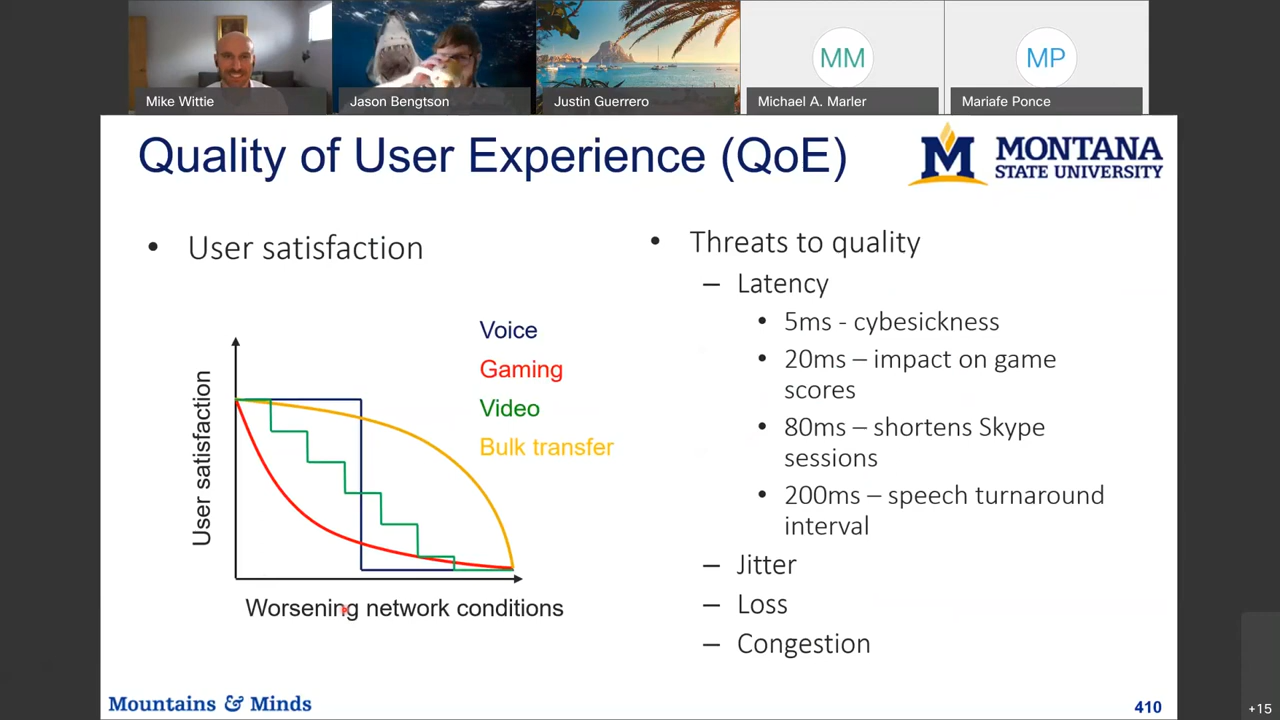 Mike Wittie
Jason Bengtson
Justin Guerrero
MM
Michael A. Marler
MP
Mariafe Ponce
Quality of User Experience (QoE)
M
MONTANA
STATE UNIVERSITY
• User satisfaction
Voice
Gaming
Video
Bulk transfer
User satisfaction
Worsening network conditions
• Threats to quality
– Latency
• 5ms - cybesickness
• 20ms – impact on game
scores
• 80ms – shortens Skype
sessions
• 200ms – speech turnaround
interval
– Jitter
– Loss
– Congestion
Mountains & Minds
410
+15